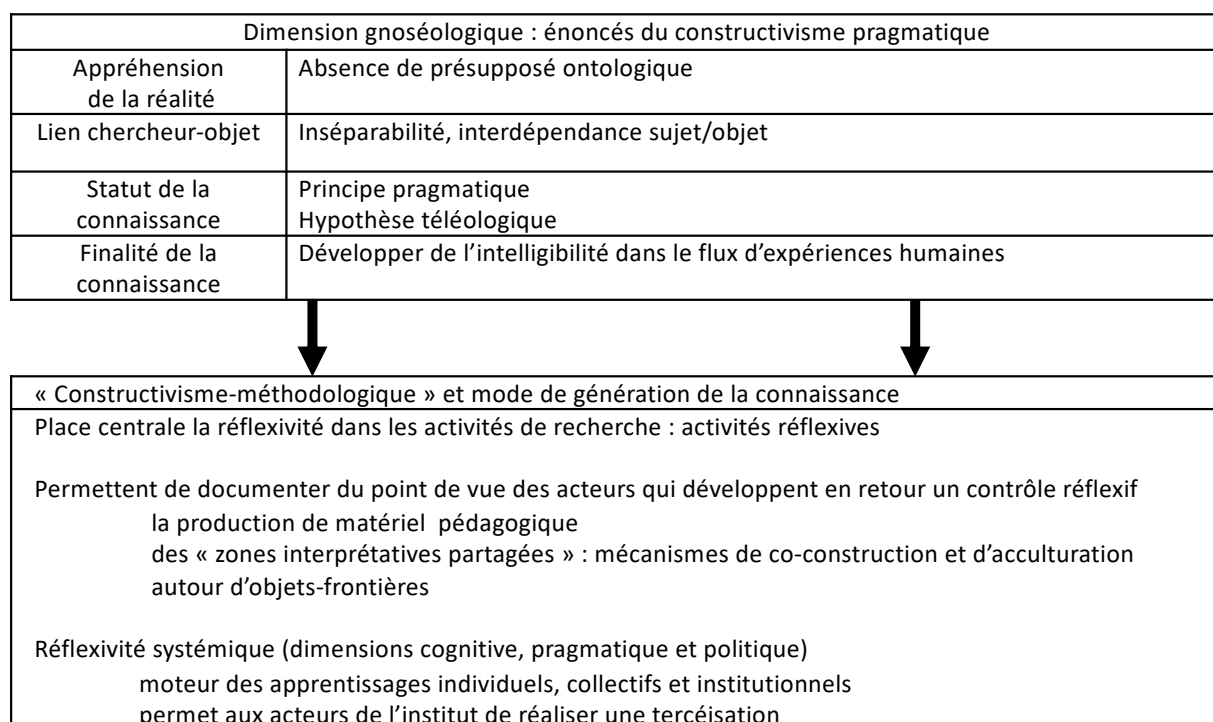 Dimension gnoséologique : énoncés du constructivisme pragmatique
Appréhension
de la réalité
Absence de présupposé ontologique
Lien chercheur-objet
Inséparabilité, interdépendance sujet/objet
Statut de la
connaissance
Principe pragmatique
Hypothèse téléologique
Finalité de la
connaissance
Développer de l’intelligibilité dans le flux d’expériences humaines
« Constructivisme-méthodologique » et mode de génération de la connaissance
Place centrale la réflexivité dans les activités de recherche : activités réflexives
Permettent de documenter du point de vue des acteurs qui développent en retour un contrôle réflexif
la production de matériel pédagogique
des « zones interprétatives partagées » : mécanismes de co-construction et d’acculturation
autour d’objets-frontières
Réflexivité systémique (dimensions cognitive, pragmatique et politique)
moteur des apprentissages individuels, collectifs et institutionnels
permet aux acteurs de l’institut de réaliser une tercéisation